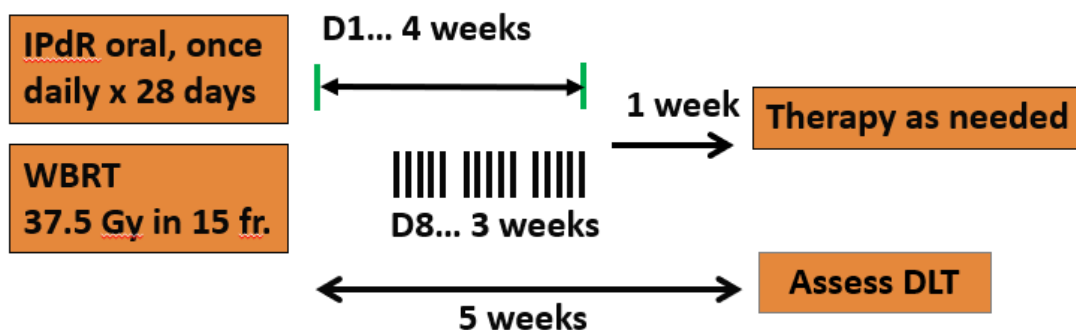 IPdR oral, once
daily x 28 days
D1... 4 weeks
1 week
Therapy as needed
WBRT
37.5 Gy in 15 fr.
D8... 3 weeks
5 weeks
Assess DLT